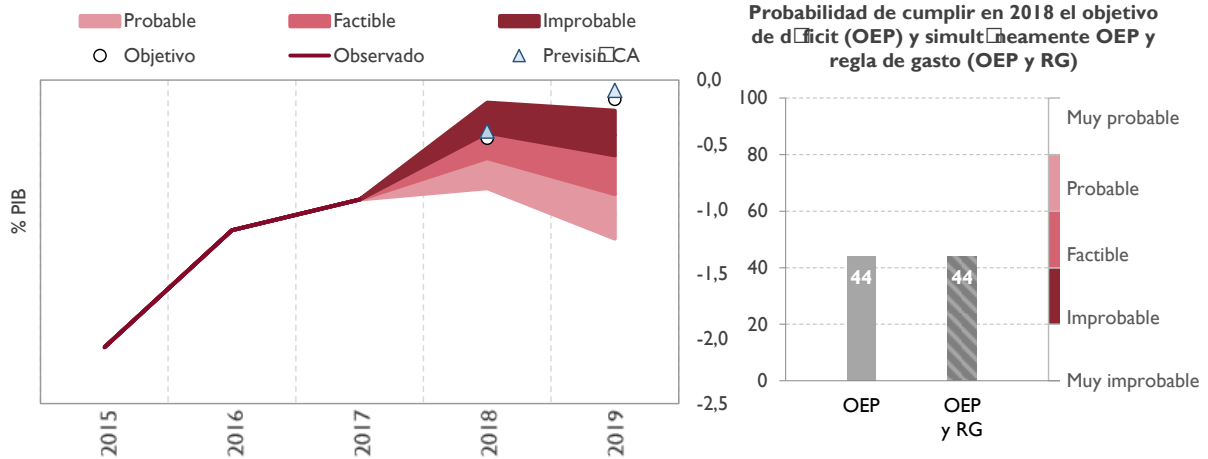 Probable
Factible
Improbable
Objetivo
Observado
Previsin□CA
% PIB
0,0
-0,5
-1,0
-1,5
-2,0
-2,5
2015
2016
2017
2018
2019
Probabilidad de cumplir en 2018 el objetivo
de d□ficit (OEP) y simult□neamente OEP y
regla de gasto (OEP y RG)
100
80
60
40
20
0
44
44
OEP
OEP
y RG
Muy probable
Probable
Factible
Improbable
Muy improbable